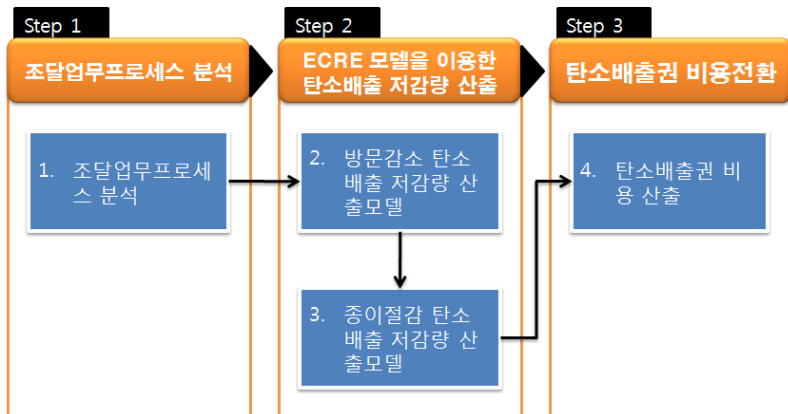 Step 1
조달업무프로세스 분석
Step 2
ECRE 모델을 이용한
탄소배출 저감량 산출
Step 3
탄소배출권 비용전환
1. 조달업무프로세
스 분석
2. 방문감소 탄소
배출 저감량 산
출모델
3. 종이절감 탄소
배출 저감량 산
출모델
4. 탄소배출권 비
용 산출